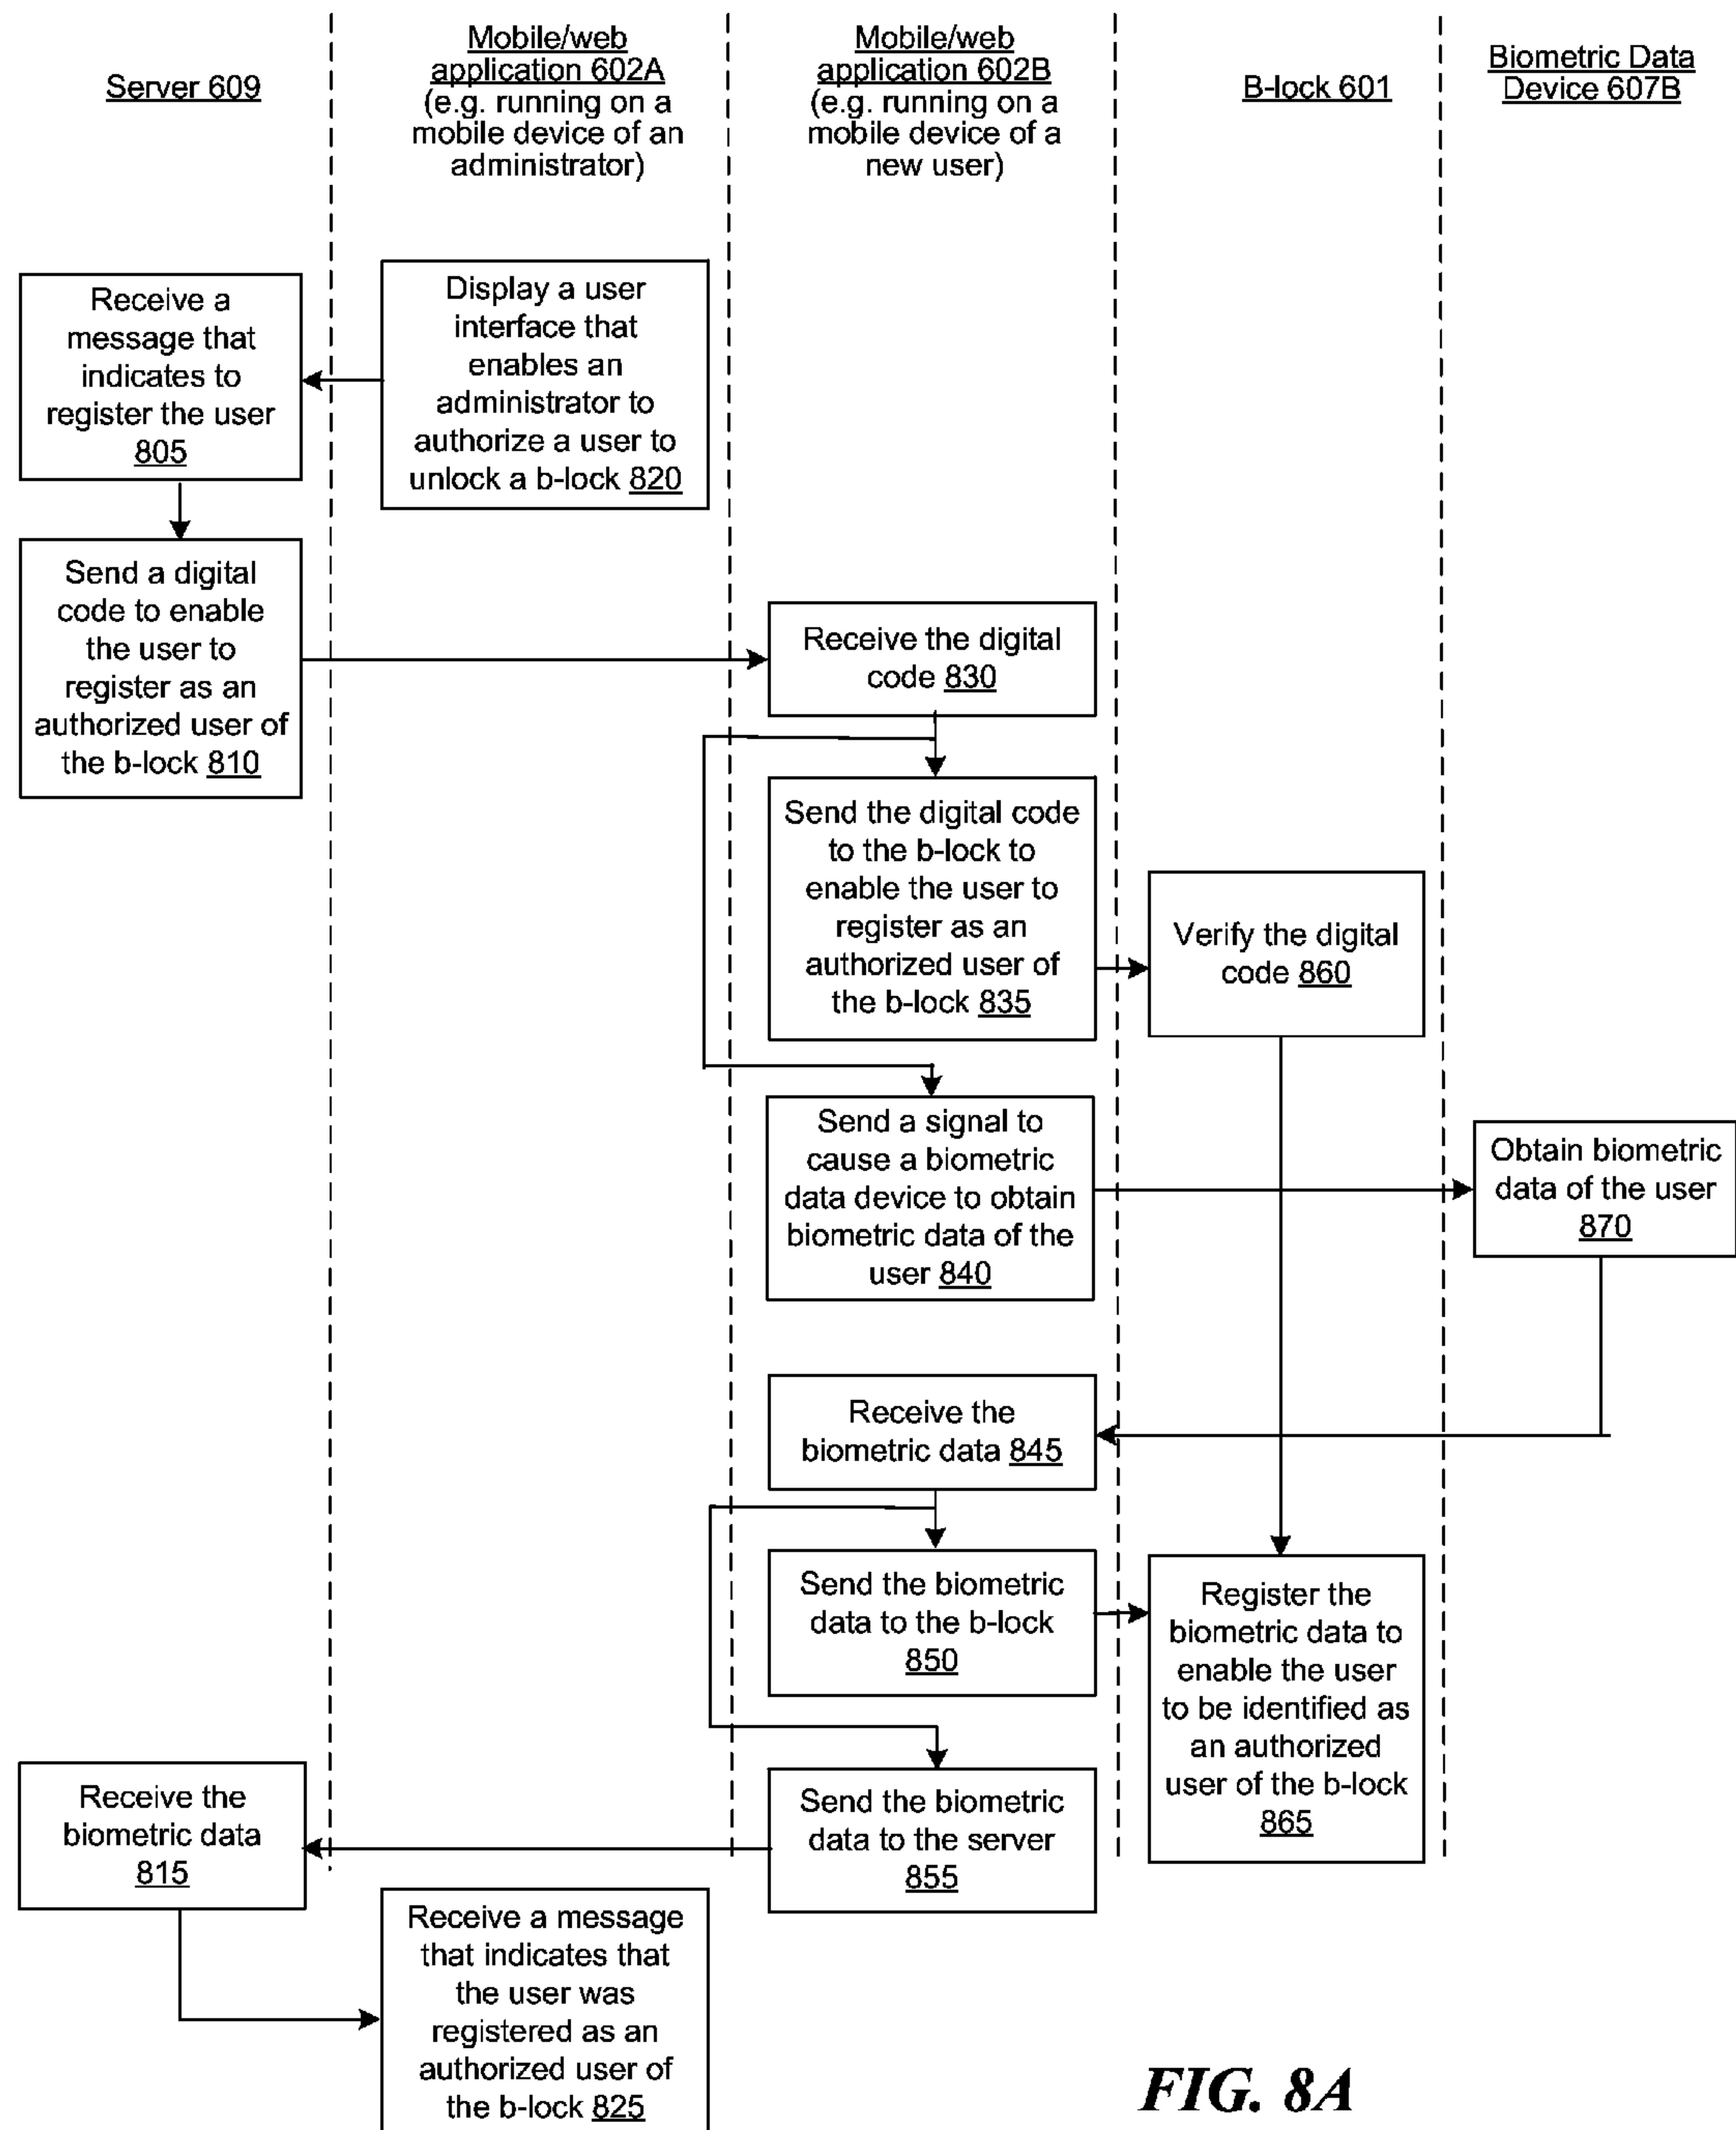 Server 609
Mobile/web
application 602A
(e.g. running on a
mobile device of an
administrator)
Mobile/web
application 602B
(e.g. running on a
mobile device of a
new user)
B-lock 601
Biometric Data
Device 607B
Receive a
message that
indicates to
register the user
805
Display a user
interface that
enables an
administrator to
authorize a user to
unlock a b-lock 820
Send a digital
code to enable
the user to
register as an
authorized user of
the b-lock 810
Receive the digital
code 830
Send the digital code
to the b-lock to
enable the user to
register as an
authorized user of
the b-lock 835
Verify the digital
code 860
Send a signal to
cause a biometric
data device to obtain
biometric data of the
user 840
Obtain biometric
data of the user
870
Receive the
biometric data 845
Send the biometric
data to the b-lock
850
Register the
biometric data to
enable the user
to be identified as
an authorized
user of the b-lock
865
Receive the
biometric data
815
Send the biometric
data to the server
855
Receive a message
that indicates that
the user was
registered as an
authorized user of
the b-lock 825
FIG. 8A